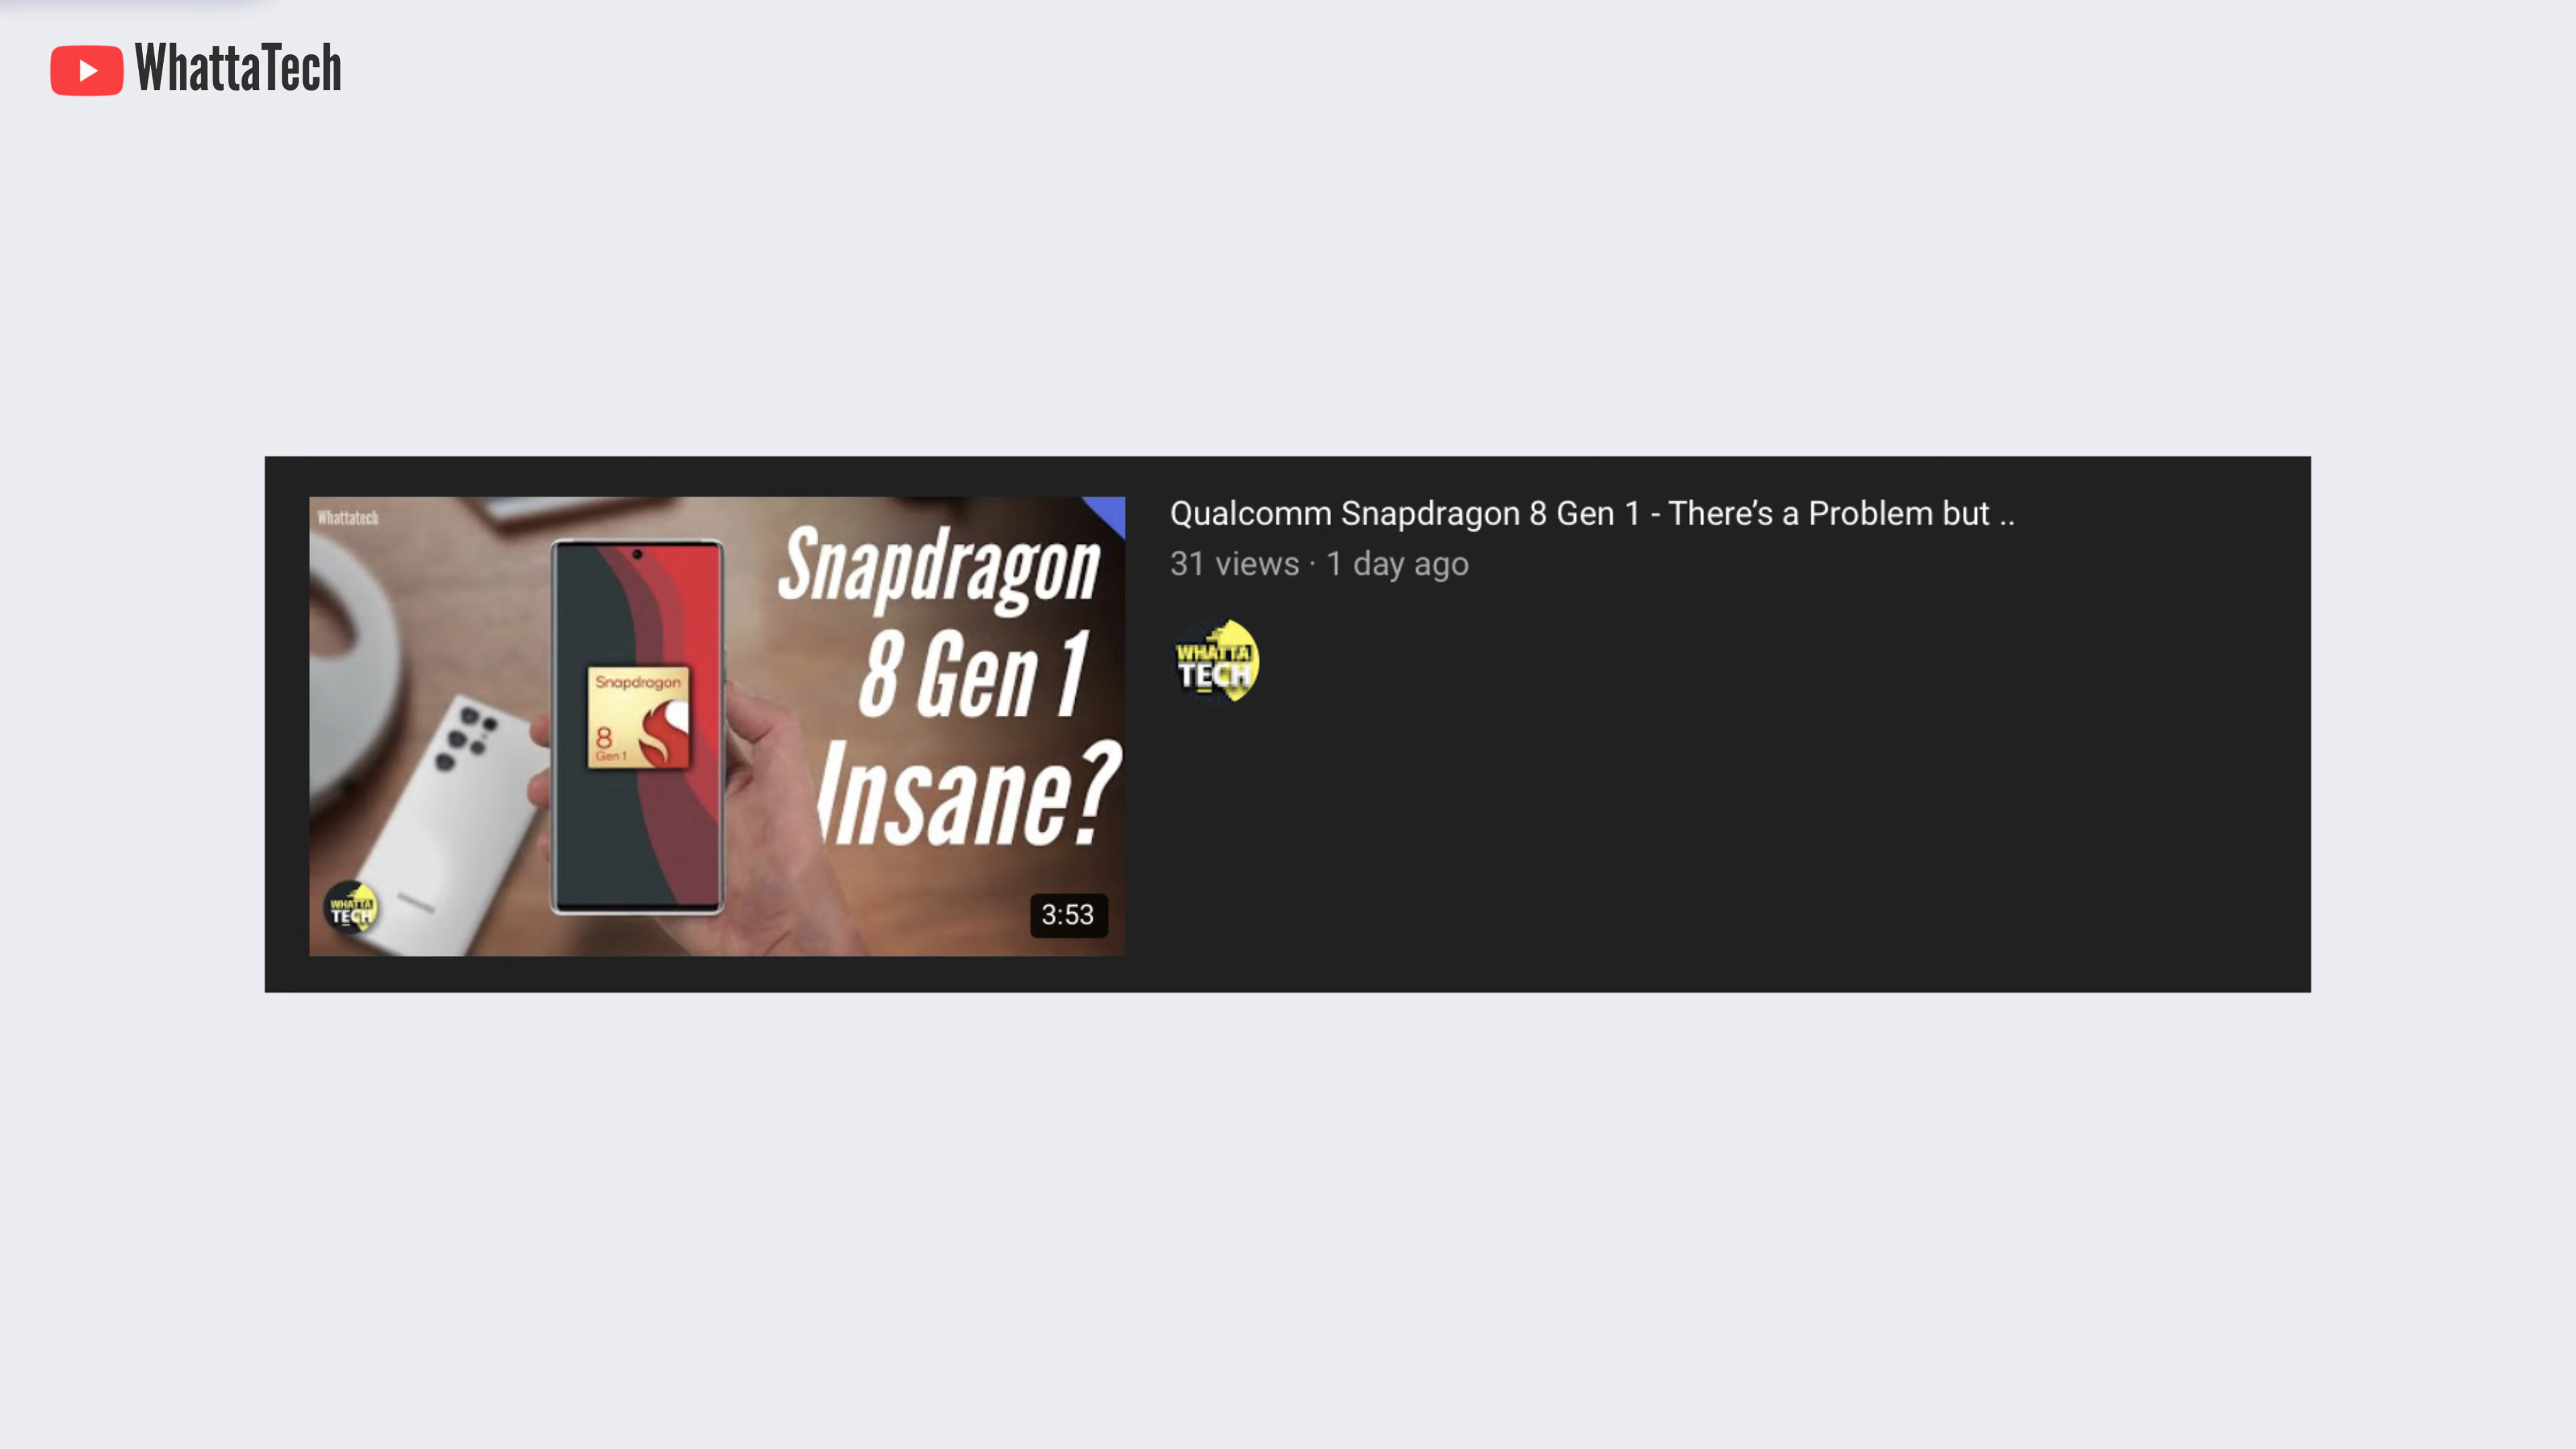 WhattaTech
Whattatech
Snapdragon
8 Gen 1
Insane?
Snapdragon
8
Gen 1
WHATTA
TECH
3:53
Qualcomm Snapdragon 8 Gen 1 - There's a Problem but ..
31 views · 1 day ago
WHATTA
TECH